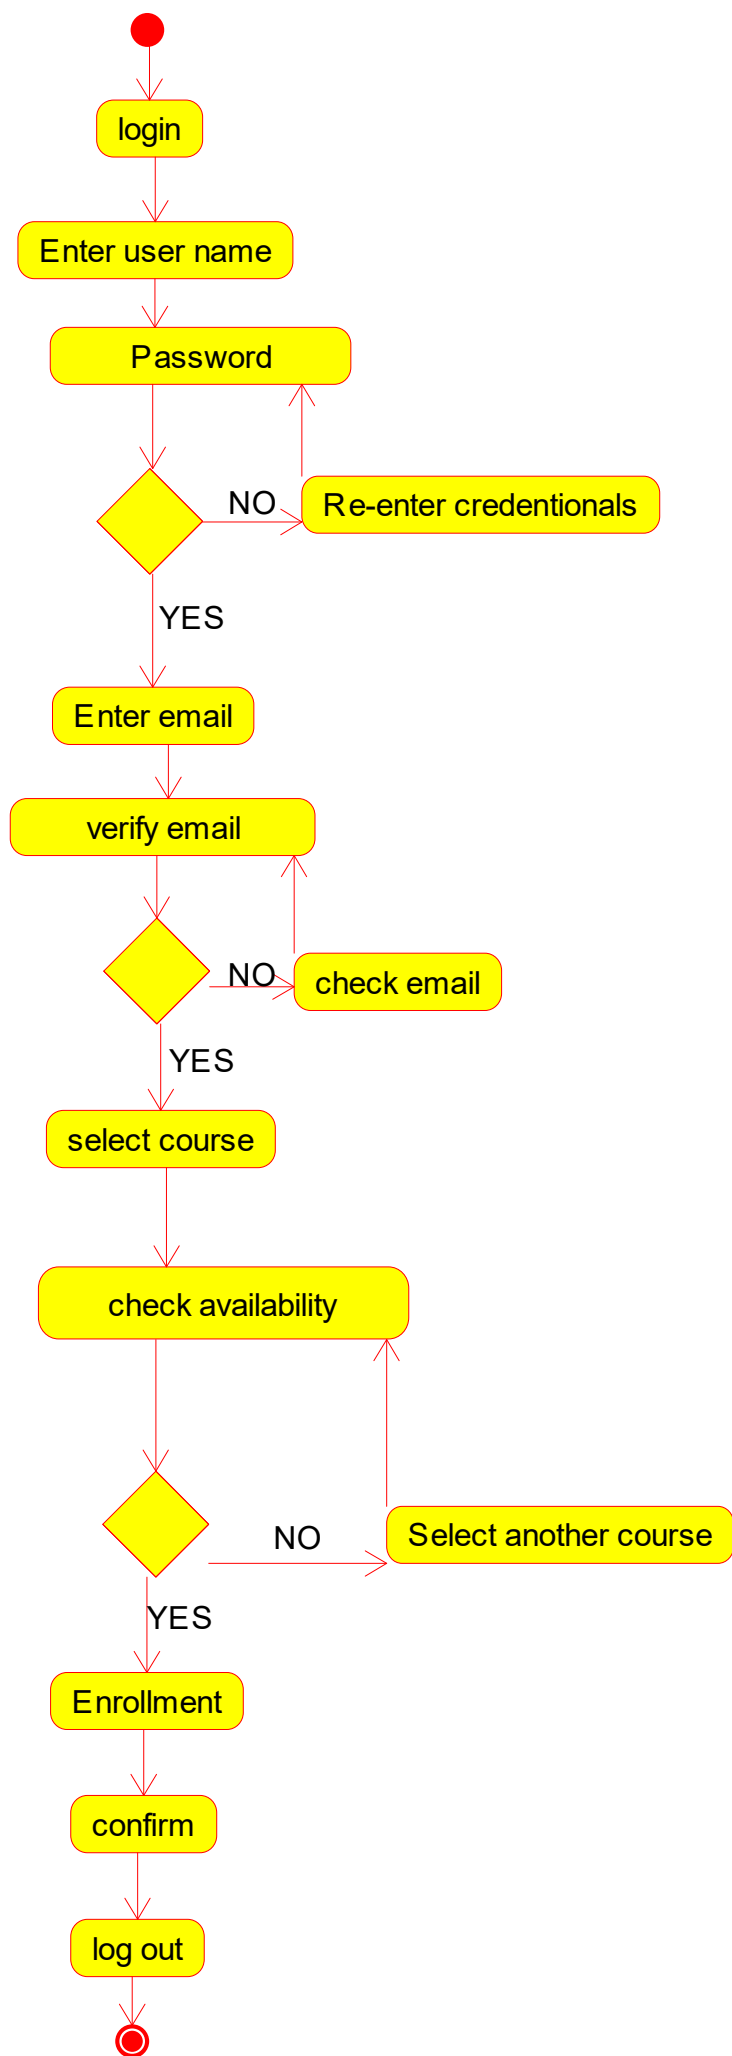 login
Enter user name
Password
NO
Re-enter credentionals
YES
Enter email
verify email
NO
check email
YES
select course
check availability
NO
Select another course
YES
Enrollment
confirm
log out